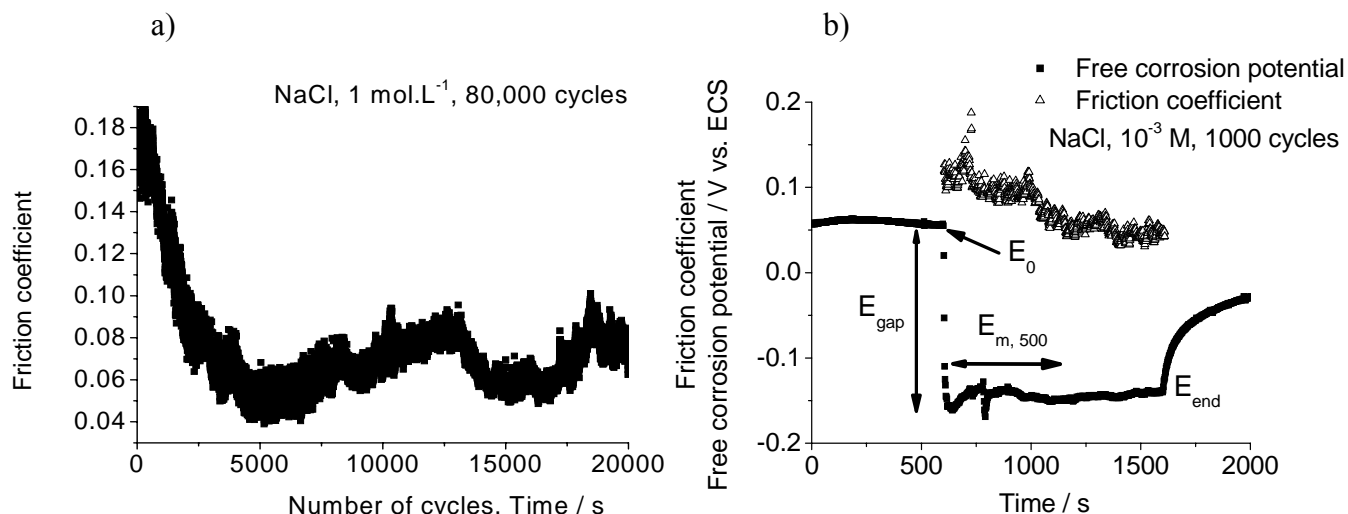 a)
NaCl, 1 mol.L-1, 80,000 cycles
Friction coefficient
0.18
0.16
0.14
0.12
0.10
0.08
0.06
0.04
0 5000 10000 15000 20000
Number of cycles, Time / s
b)
Free corrosion potential
Friction coefficient
NaCl, 10-3 M, 1000 cycles
Friction coefficient
Free corrosion potential / V vs. ECS
0.2
0.1
0.0
-0.1
-0.2
E0
Egap
Em, 500
Eend
0 500 1000 1500 2000
Time / s